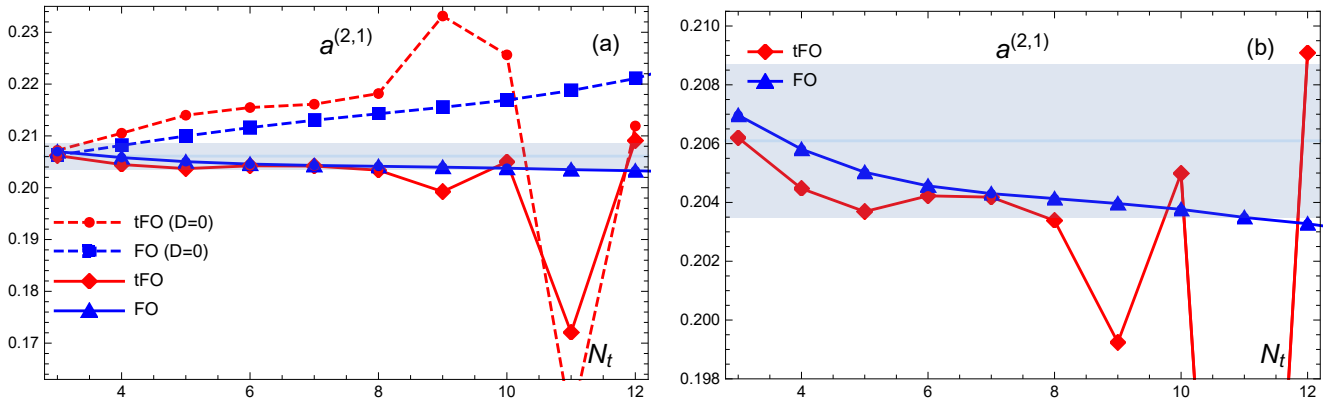 a^(2,1)
(a)
0.23
0.22
0.21
0.20
0.19
0.18
0.17
tFO (D=0)
FO (D=0)
tFO
FO
N_t
4 6 8 10 12
a^(2,1)
(b)
tFO
FO
0.210
0.208
0.206
0.204
0.202
0.200
0.198
N_t
4 6 8 10 12